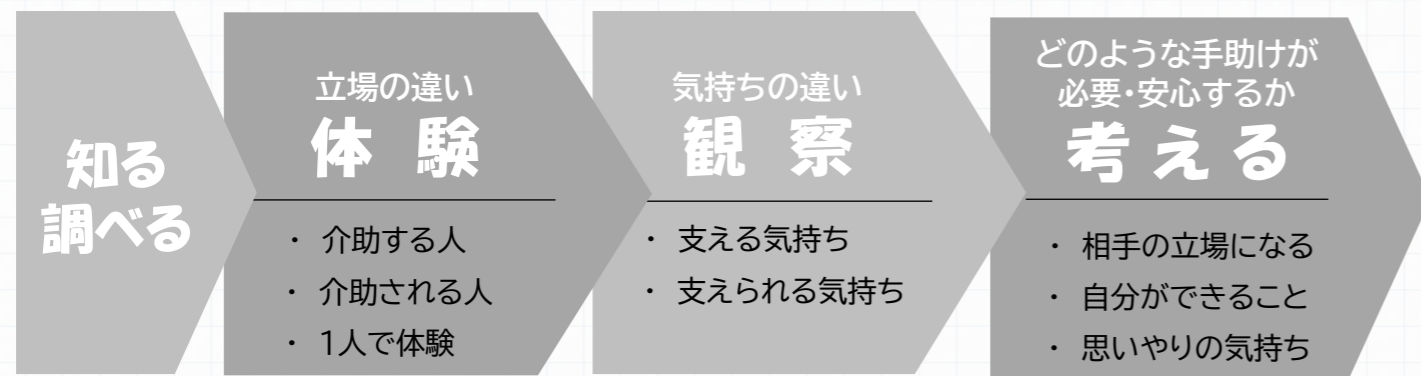 知る
調べる
立場の違い
体 験
・ 介助する人
・ 介助される人
・ 1人で体験
気持ちの違い
観 察
・ 支える気持ち
・ 支えられる気持ち
どのような手助けが
必要・安心するか
考 え る
・ 相手の立場になる
・ 自分ができること
・ 思いやりの気持ち